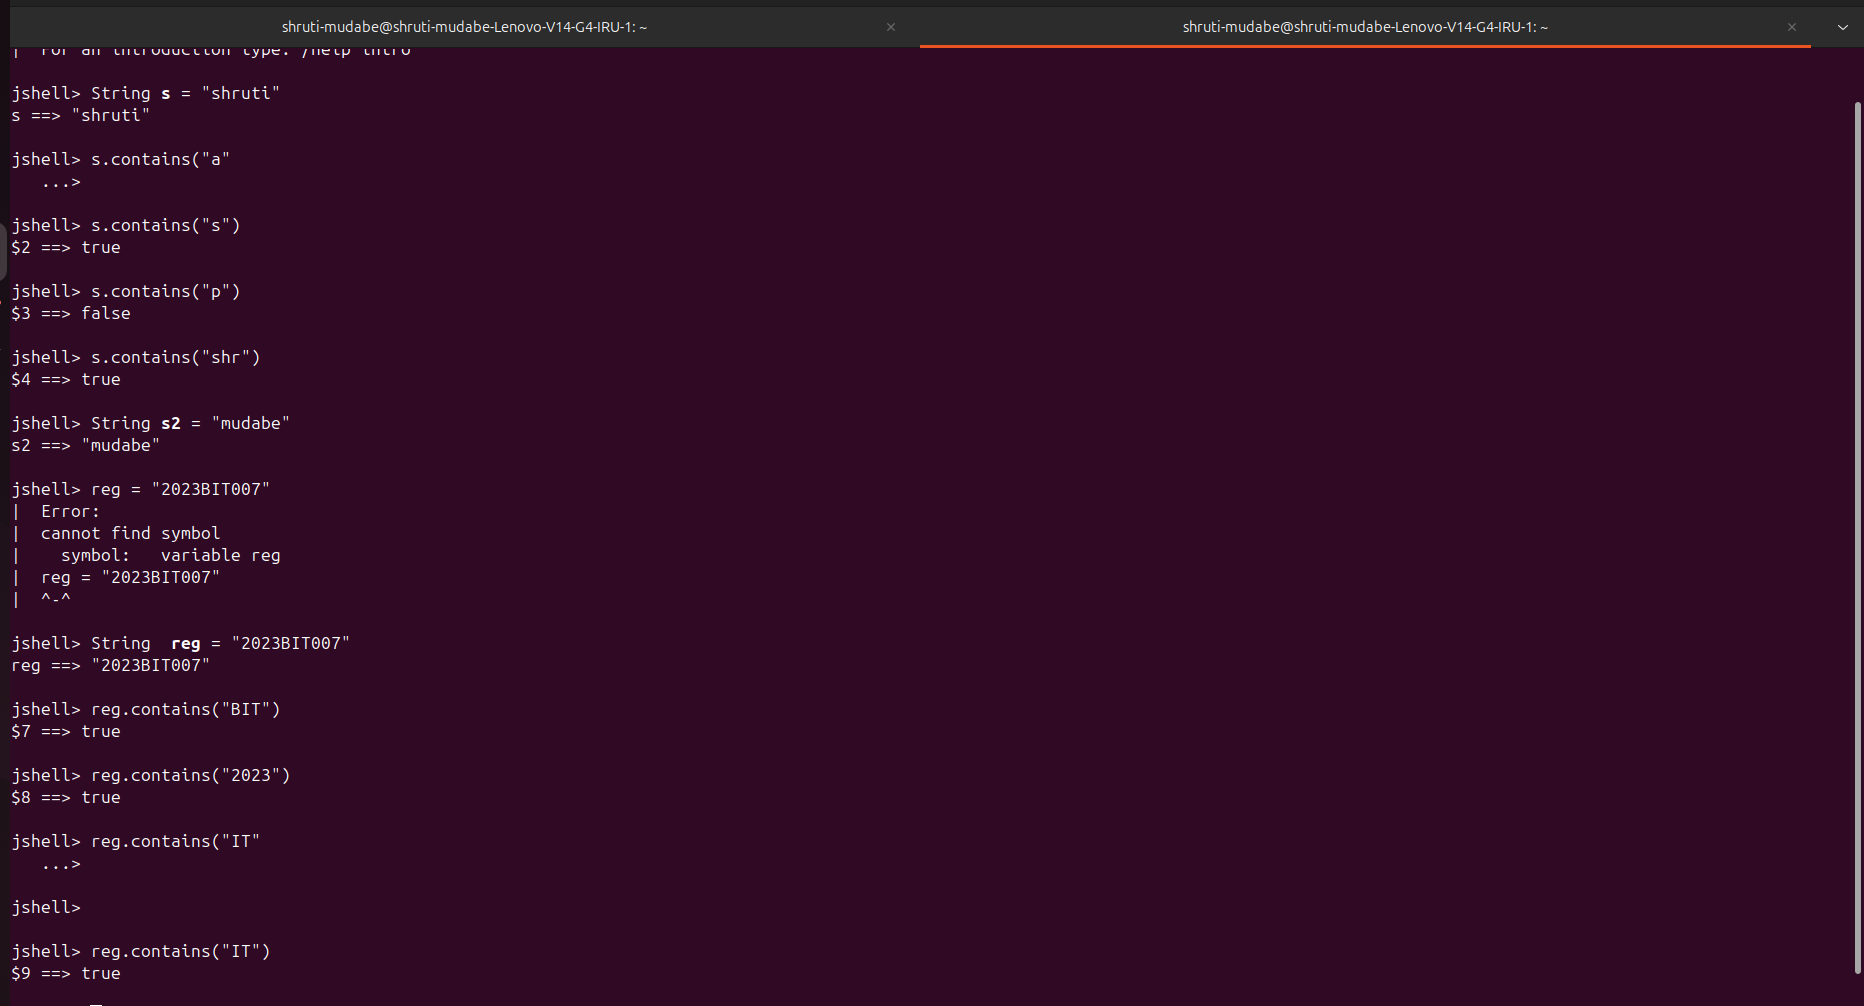 shruti-mudabe@shruti-mudabe-Lenovo-V14-G4-IRU-1: ~
shruti-mudabe@shruti-mudabe-Lenovo-V14-G4-IRU-1: ~
| For an introduction type: /help intro
jshell> String s = "shruti"
s ==> "shruti"
jshell> s.contains("a"
...>
jshell> s.contains("s")
$2 ==> true
jshell> s.contains("p")
$3 ==> false
jshell> s.contains("shr")
$4 ==> true
jshell> String s2 = "mudabe"
s2 ==> "mudabe"
jshell> reg = "2023BIT007"
| Error:
| cannot find symbol
| symbol: variable reg
| reg = "2023BIT007"
| ^-^
jshell> String  reg = "2023BIT007"
reg ==> "2023BIT007"
jshell> reg.contains("BIT")
$7 ==> true
jshell> reg.contains("2023")
$8 ==> true
jshell> reg.contains("IT"
...>
jshell>
jshell> reg.contains("IT")
$9 ==> true